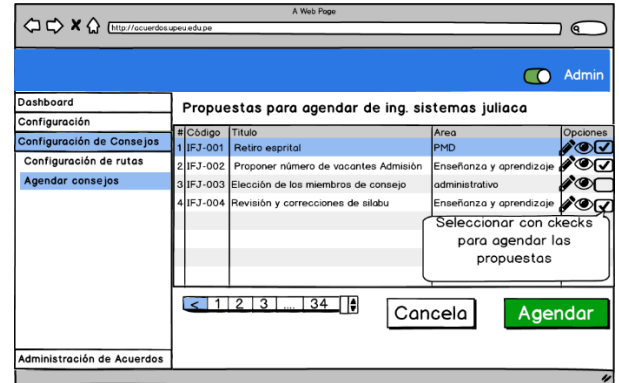 A Web Page
http://acuerdos.upeu.edu.pe
Admin
Dashboard
Configuración
Configuración de Consejos
Configuración de rutas
Agendar consejos
Administración de Acuerdos
Propuestas para agendar de ing. sistemas juliaca
# Código Titulo Area Opciones
1 IFJ-001 Retiro esprital PMD
2 IFJ-002 Proponer número de vacantes Admisión Enseñanza y aprendizaje
3 IFJ-003 Elección de los miembros de consejo administrativo
4 IFJ-004 Revisión y correcciones de silabu Enseñanza y aprendizaje
Seleccionar con ckecks
para agendar las
propuestas
< 1 2 3 .... 34
Cancela
Agendar